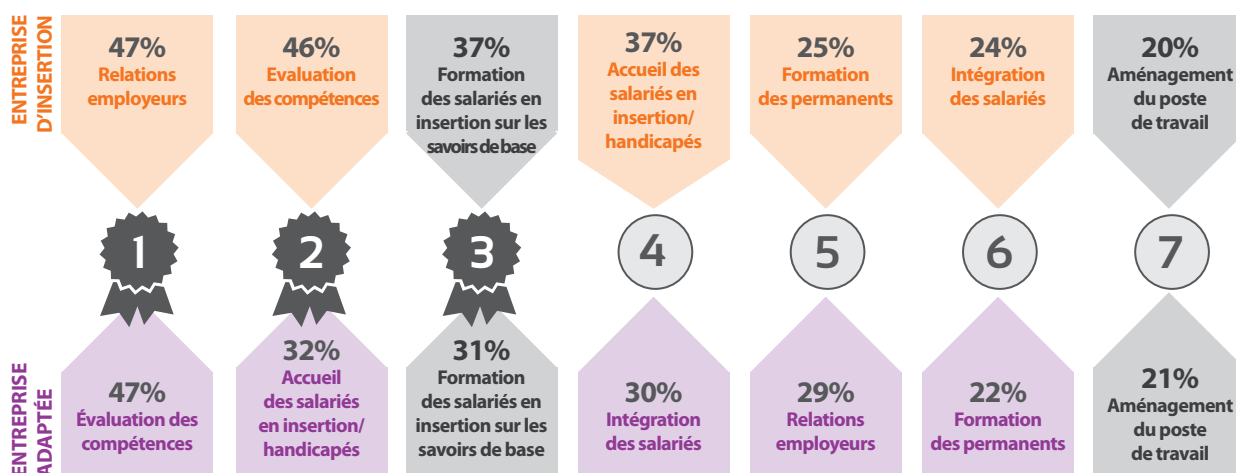 ENTREPRISE
D'INSERTION
47%
Relations
employeurs
46%
Evaluation
des compétences
37%
Formation
des salariés en
insertion sur les
savoirs de base
37%
Accueil des
salariés en
insertion/
handicapés
25%
Formation
des permanents
24%
Intégration
des salariés
20%
Aménagement
du poste
de travail
1
2
3
4
5
6
7
ENTREPRISE
ADAPTÉE
47%
Évaluation des
compétences
32%
Accueil
des salariés
en insertion/
handicapés
31%
Formation
des salariés en
insertion sur les
savoirs de base
30%
Intégration
des salariés
29%
Relations
employeurs
22%
Formation
des permanents
21%
Aménagement
du poste
de travail